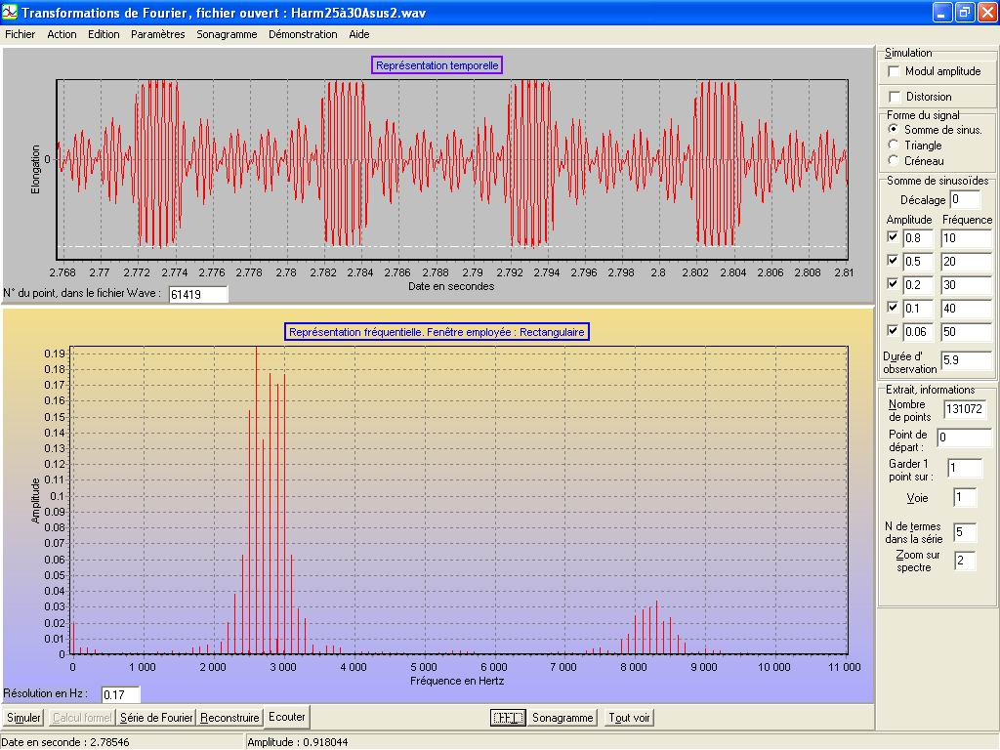 Transformations de Fourier, fichier ouvert : Harm25à30Asus2.wav
Fichier Action Edition Paramètres Sonagramme Démonstration Aide
Représentation temporelle
Elongation
0
2.768 2.77 2.772 2.774 2.776 2.778 2.78 2.782 2.784 2.786 2.788 2.79 2.792 2.794 2.796 2.798 2.8 2.802 2.804 2.806 2.808 2.81
Date en secondes
N° du point, dans le fichier Wave : 61419
Représentation fréquentielle. Fenêtre employée : Rectangulaire
Amplitude
0.19
0.18
0.17
0.16
0.15
0.14
0.13
0.12
0.11
0.1
0.09
0.08
0.07
0.06
0.05
0.04
0.03
0.02
0.01
0
0 1 000 2 000 3 000 4 000 5 000 6 000 7 000 8 000 9 000 10 000 11 000
Fréquence en Hertz
Résolution en Hz : 0.17
Simuler Calcul formel Série de Fourier Reconstruire Ecouter FFT Sonagramme Tout voir
Date en seconde : 2.78546 Amplitude : 0.918044
Simulation
Modul amplitude
Distorsion
Forme du signal
Somme de sinus.
Triangle
Créneau
Somme de sinusoïdes
Décalage 0
Amplitude Fréquence
0.8 10
0.5 20
0.2 30
0.1 40
0.06 50
Durée d'
observation 5.9
Extrait, informations
Nombre
de points 131072
Point de
départ : 0
Garder 1
point sur : 1
Voie 1
N de termes
dans la série 5
Zoom sur
spectre 2